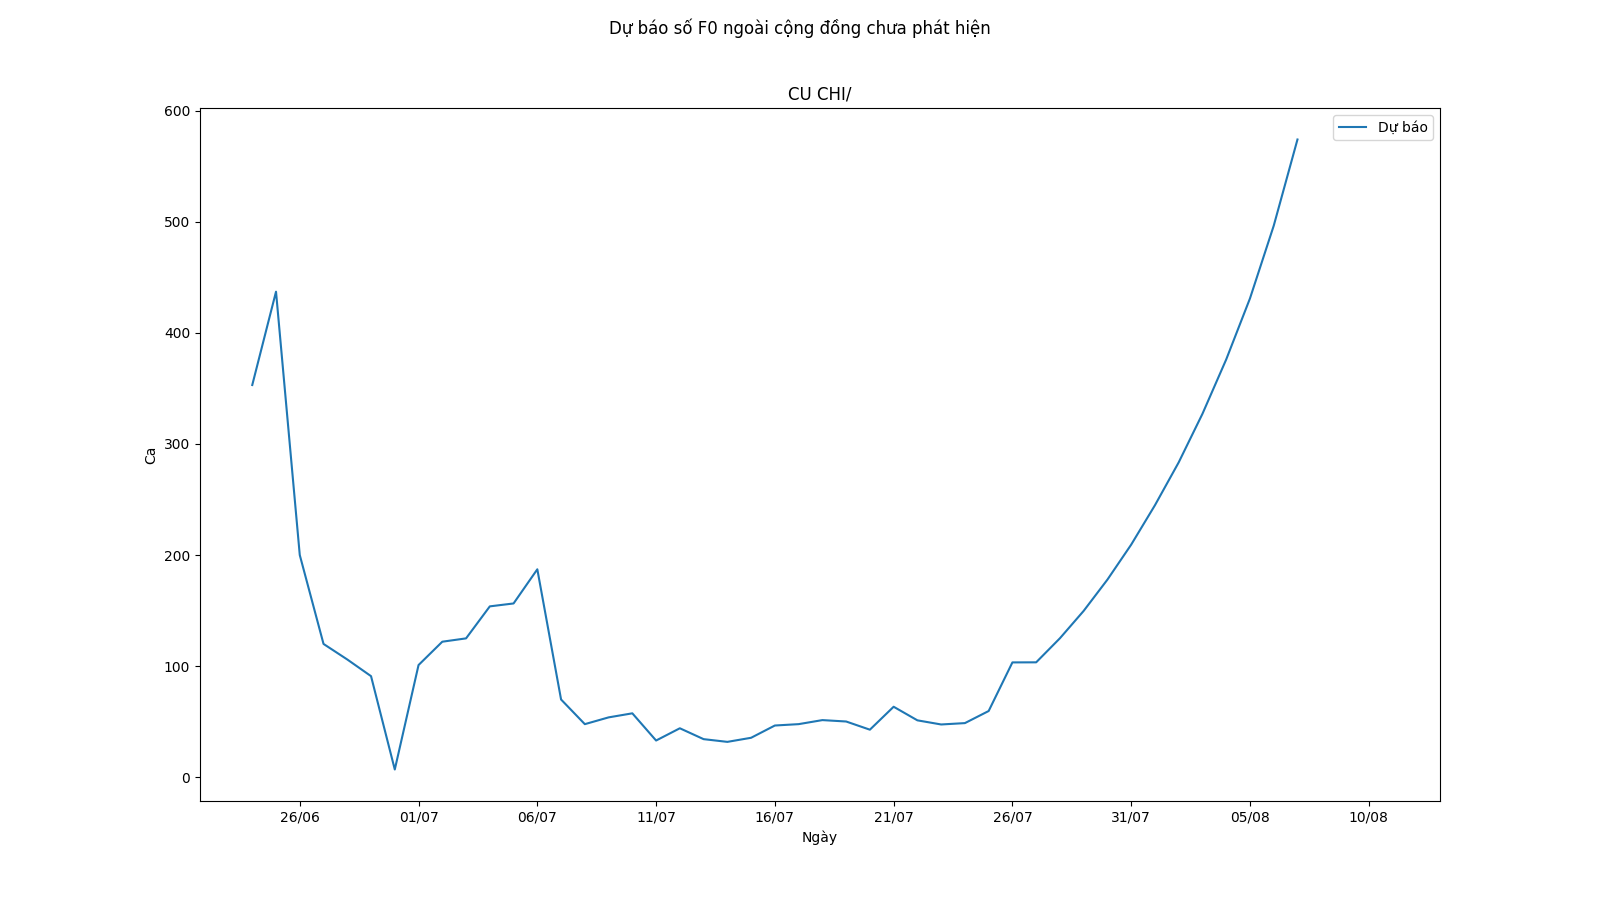 Dự báo số F0 ngoài cộng đồng chưa phát hiện
CU CHI/
Dự báo
600
500
400
300
200
100
0
Ca
26/06 01/07 06/07 11/07 16/07 21/07 26/07 31/07 05/08 10/08
Ngày